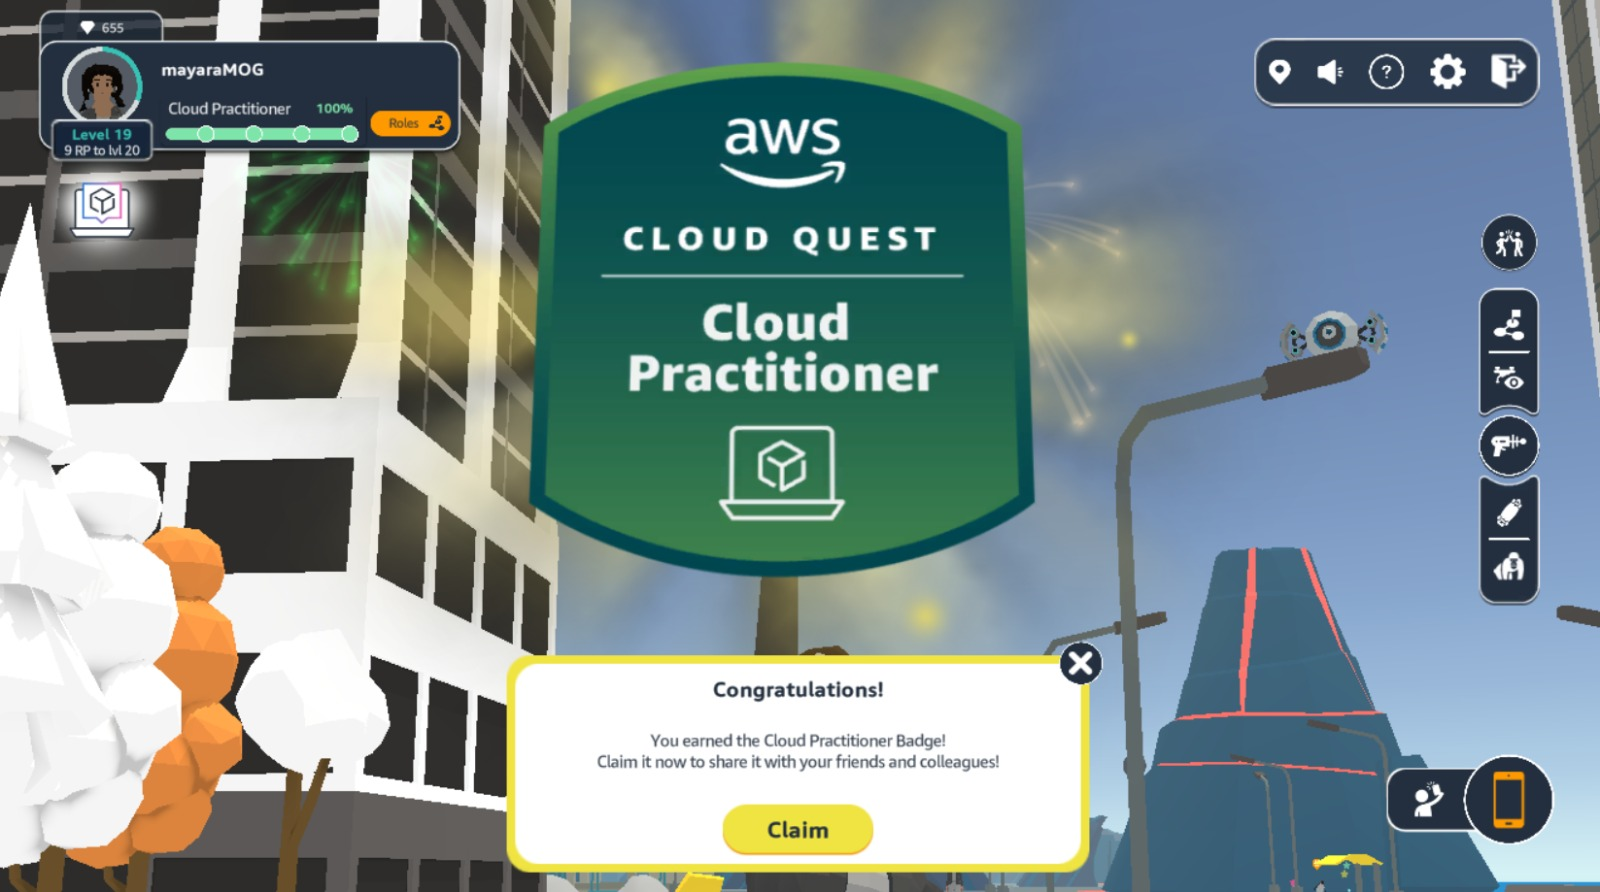 655
mayaraMOG
Cloud Practitioner 100%
Roles
Level 19
9 RP to lvl 20
aws
CLOUD QUEST
Cloud
Practitioner
?
Congratulations!
You earned the Cloud Practitioner Badge!
Claim it now to share it with your friends and colleagues!
Claim